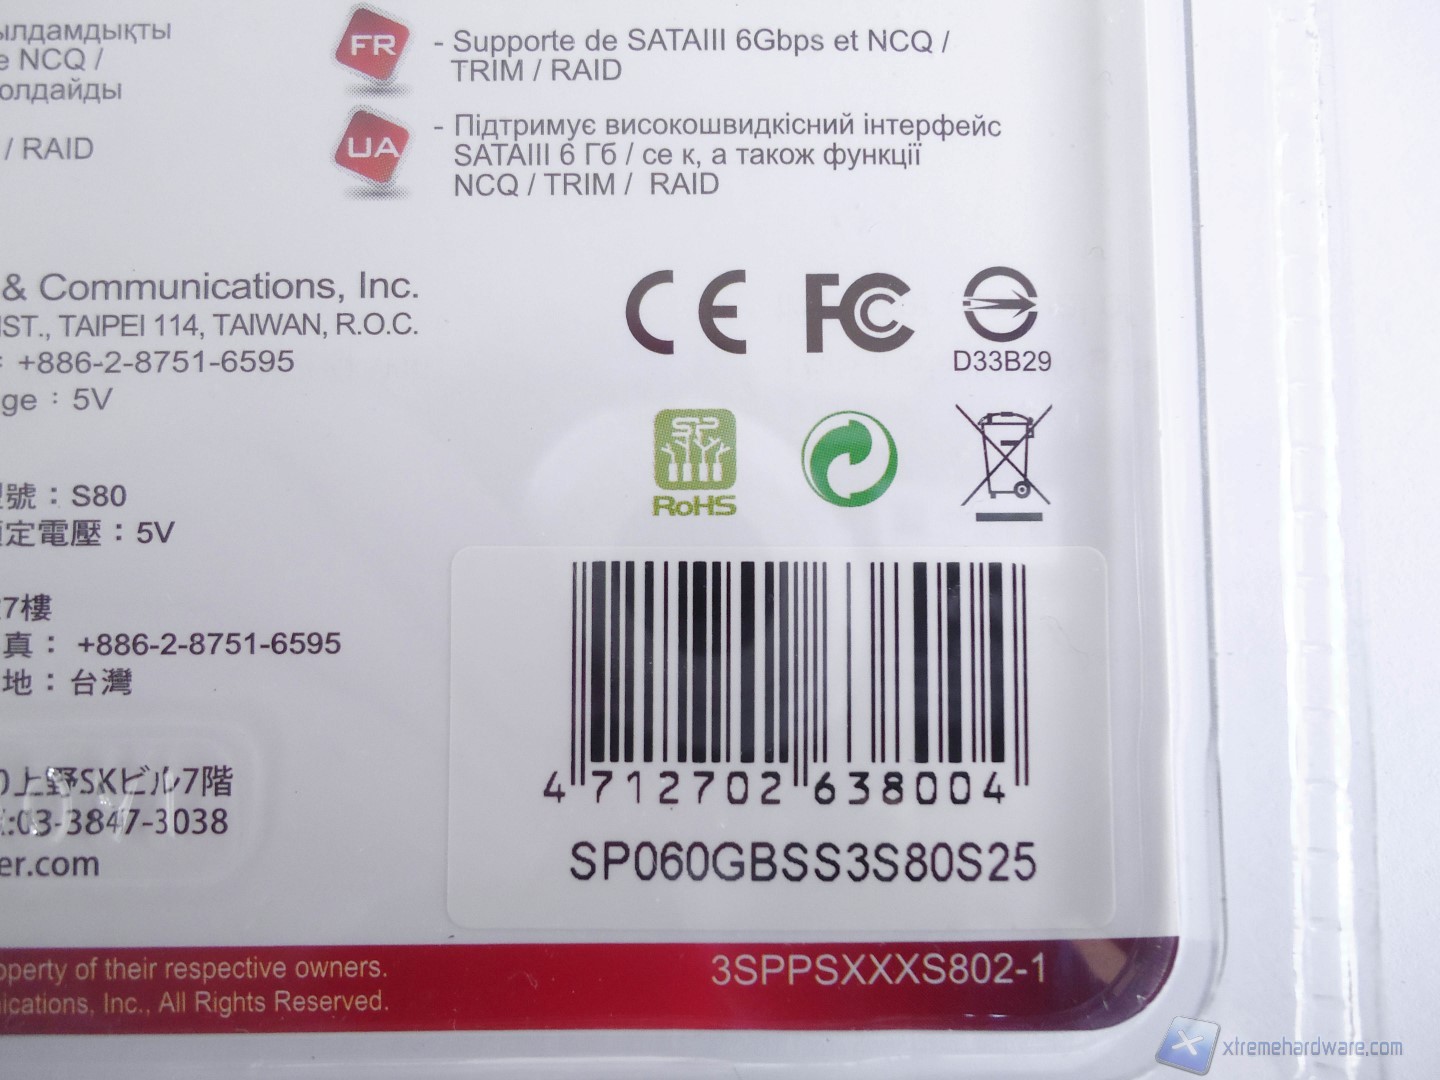 ылдамдықты
e NCQ /
олдайды
/ RAID
FR
- Supporte de SATAIII 6Gbps et NCQ /
TRIM / RAID
UA
- Підтримує високошвидкісний інтерфейс
SATAIII 6 Гб / се к, а також функції
NCQ / TRIM / RAID
& Communications, Inc.
IST., TAIPEI 114, TAIWAN, R.O.C.
: +886-2-8751-6595
ge : 5V
CE FC
D33B29
SP
RoHS
號：S80
定電壓：5V
7樓
真： +886-2-8751-6595
地：台灣
上野SKビル7階
:03-3847-3038
er.com
4 712702 638004
SP060GBSS3S80S25
operty of their respective owners.
ications, Inc., All Rights Reserved.
3SPPSXXXS802-1
xtremehardware.com